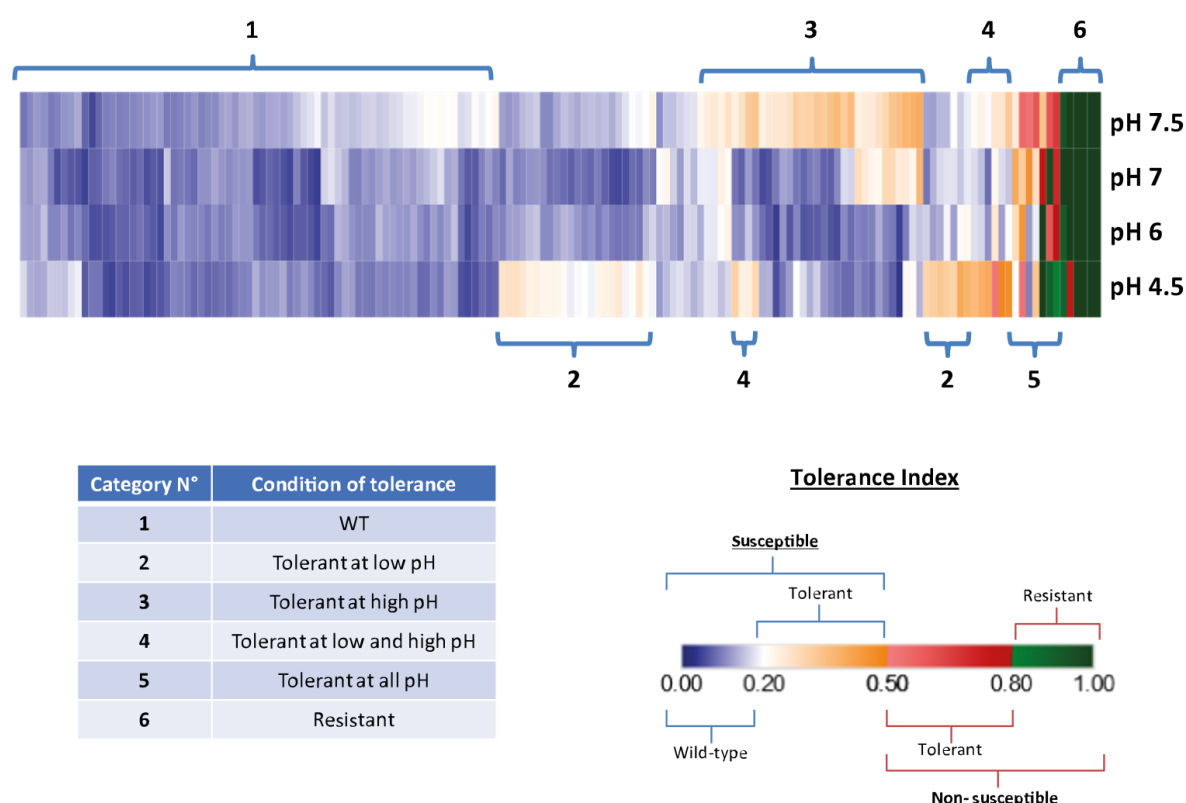 1
3
4
6
pH 7.5
pH 7
pH 6
pH 4.5
2
4
2
5
Category N° Condition of tolerance
1 WT
2 Tolerant at low pH
3 Tolerant at high pH
4 Tolerant at low and high pH
5 Tolerant at all pH
6 Resistant
Tolerance Index
Susceptible
Tolerant
Resistant
0.00 0.20 0.50 0.80 1.00
Wild-type
Tolerant
Non- susceptible